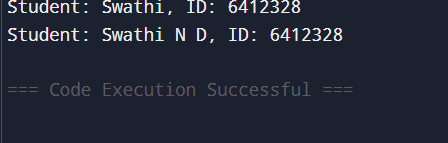 Student: Swathi, ID: 6412328
Student: Swathi N D, ID: 6412328
=== Code Execution Successful ===